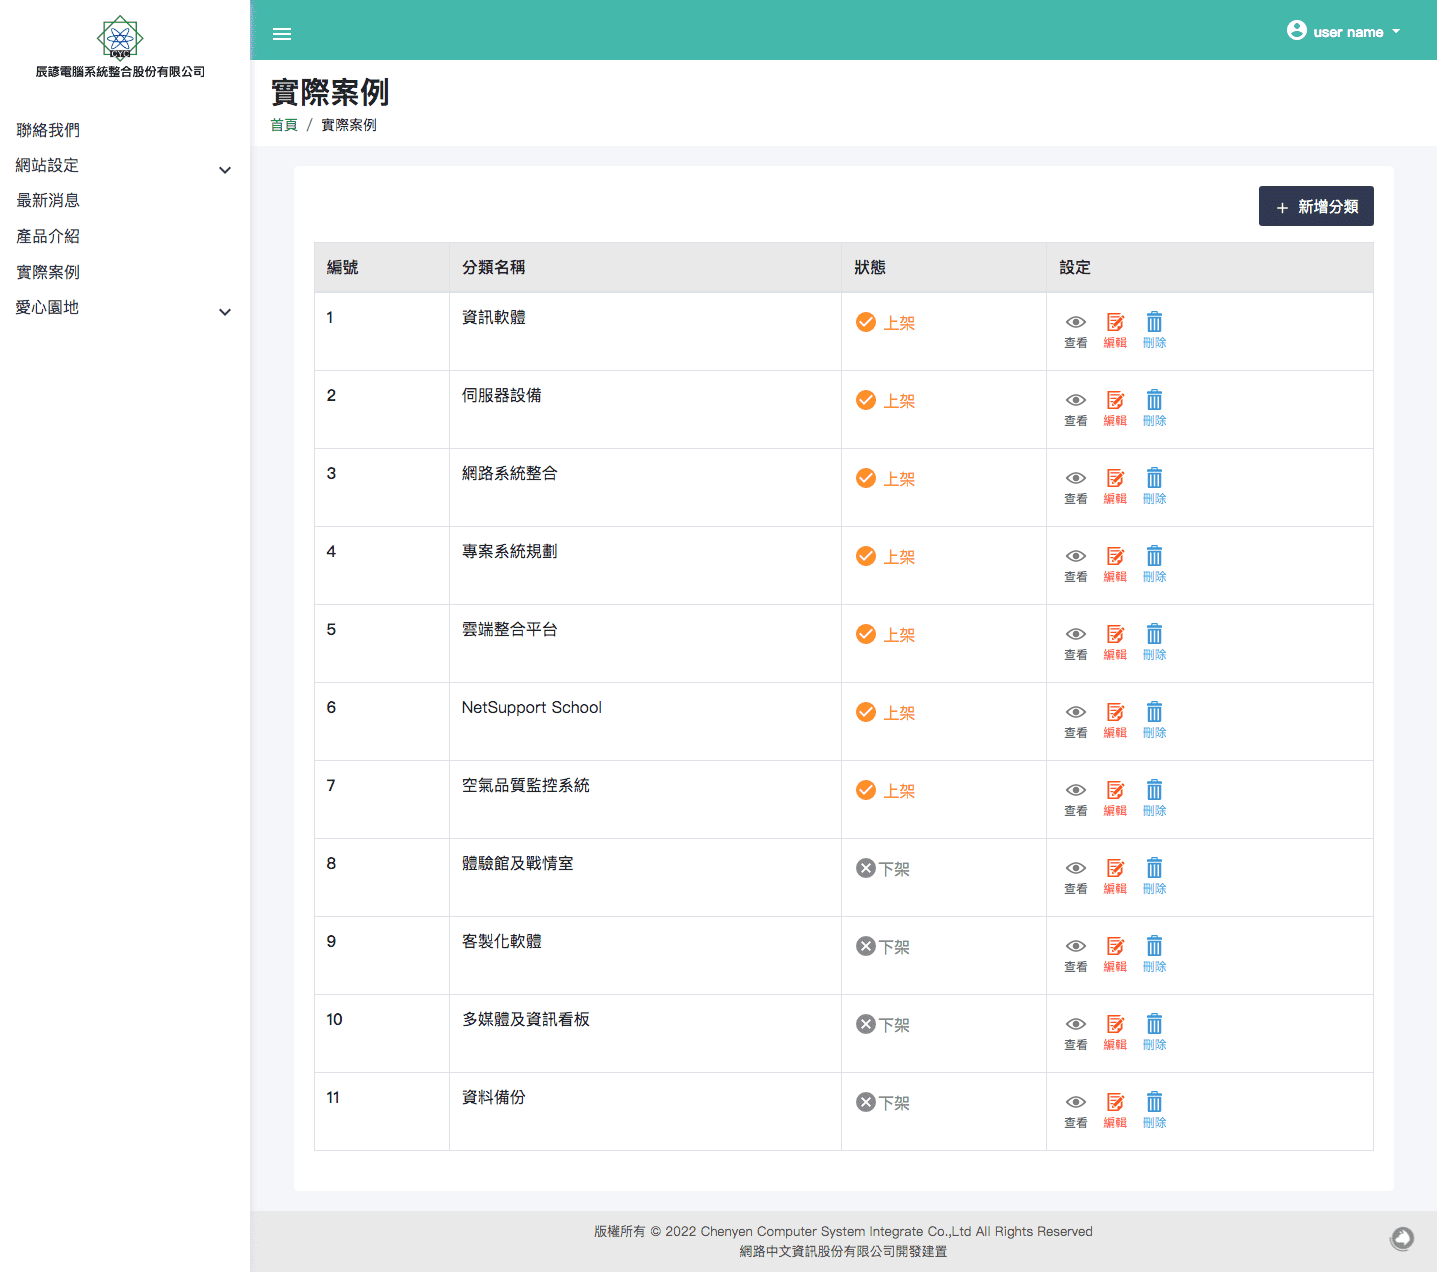 CYC
辰諺電腦系統整合股份有限公司
聯絡我們
網站設定
最新消息
產品介紹
實際案例
愛心園地
user name
實際案例
首頁 / 實際案例
+ 新增分類
編號 分類名稱 狀態 設定
1 資訊軟體 上架 查看 編輯 刪除
2 伺服器設備 上架 查看 編輯 刪除
3 網路系統整合 上架 查看 編輯 刪除
4 專案系統規劃 上架 查看 編輯 刪除
5 雲端整合平台 上架 查看 編輯 刪除
6 NetSupport School 上架 查看 編輯 刪除
7 空氣品質監控系統 上架 查看 編輯 刪除
8 體驗館及戰情室 下架 查看 編輯 刪除
9 客製化軟體 下架 查看 編輯 刪除
10 多媒體及資訊看板 下架 查看 編輯 刪除
11 資料備份 下架 查看 編輯 刪除
版權所有 © 2022 Chenyen Computer System Integrate Co.,Ltd All Rights Reserved
網路中文資訊股份有限公司開發建置